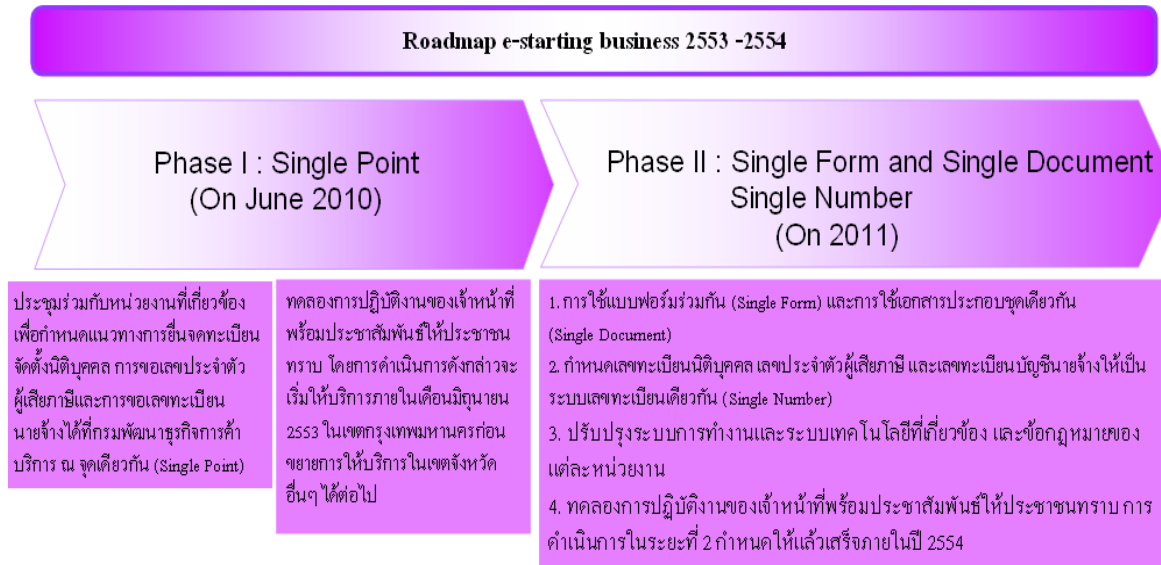 Roadmap e-starting business 2553 -2554
Phase I : Single Point
(On June 2010)
Phase II : Single Form and Single Document
Single Number
(On 2011)
ประชุมร่วมกับหน่วยงานที่เกี่ยวข้อง
เพื่อกำหนดแนวทางการยื่นจดทะเบียน
จัดตั้งนิติบุคคล การขอเลขประจำตัว
ผู้เสียภาษีและการขอเลขทะเบียน
นายจ้างได้ที่กรมพัฒนาธุรกิจการค้า
บริการ ณ จุดเดียวกัน (Single Point)
ทดลองการปฏิบัติงานของเจ้าหน้าที่
พร้อมประชาสัมพันธ์ให้ประชาชน
ทราบ โดยการดำเนินการดังกล่าวจะ
เริ่มให้บริการภายในเดือนมิถุนายน
2553 ในเขตกรุงเทพมหานครก่อน
ขยายการให้บริการในเขตจังหวัด
อื่นๆ ได้ต่อไป
1. การใช้แบบฟอร์มร่วมกัน (Single Form) และการใช้เอกสารประกอบชุดเดียวกัน
(Single Document)
2. กำหนดเลขทะเบียนนิติบุคคล เลขประจำตัวผู้เสียภาษี และเลขทะเบียนบัญชีนายจ้างให้เป็น
ระบบเลขทะเบียนเดียวกัน (Single Number)
3. ปรับปรุงระบบการทำงานและระบบเทคโนโลยีที่เกี่ยวข้อง และข้อกฎหมายของ
แต่ละหน่วยงาน
4. ทดลองการปฏิบัติงานของเจ้าหน้าที่พร้อมประชาสัมพันธ์ให้ประชาชนทราบ การ
ดำเนินการในระยะที่ 2 กำหนดให้แล้วเสร็จภายในปี 2554